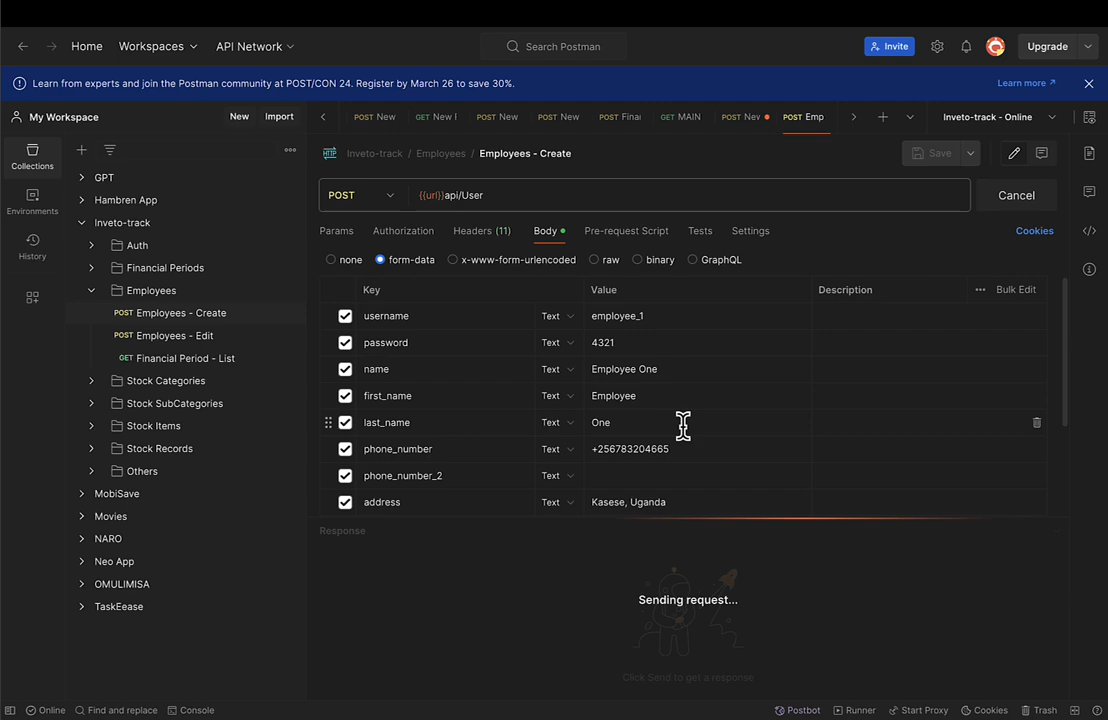 Home Workspaces API Network Search Postman Invite Upgrade
Learn from experts and join the Postman community at POST/CON 24. Register by March 26 to save 30%. Learn more
My Workspace New Import POST New GET New POST New POST New POST Fina GET MAIN POST Nev POST Emp Inveto-track - Online
Collections
Environments
History
GPT
Hambren App
Inveto-track
Auth
Financial Periods
Employees
POST Employees - Create
POST Employees - Edit
GET Financial Period - List
Stock Categories
Stock SubCategories
Stock Items
Stock Records
Others
MobiSave
Movies
NARO
Neo App
OMULIMISA
TaskEease
HTTP Inveto-track / Employees / Employees - Create Save
POST {{url}}api/User Cancel
Params Authorization Headers (11) Body Pre-request Script Tests Settings Cookies
none form-data x-www-form-urlencoded raw binary GraphQL
Key Value Description Bulk Edit
username Text employee_1
password Text 4321
name Text Employee One
first_name Text Employee
last_name Text One
phone_number Text +256783204665
phone_number_2 Text
address Text Kasese, Uganda
Response
Sending request...
Click Send to get a response
Online Find and replace Console Postbot Runner Start Proxy Cookies Trash